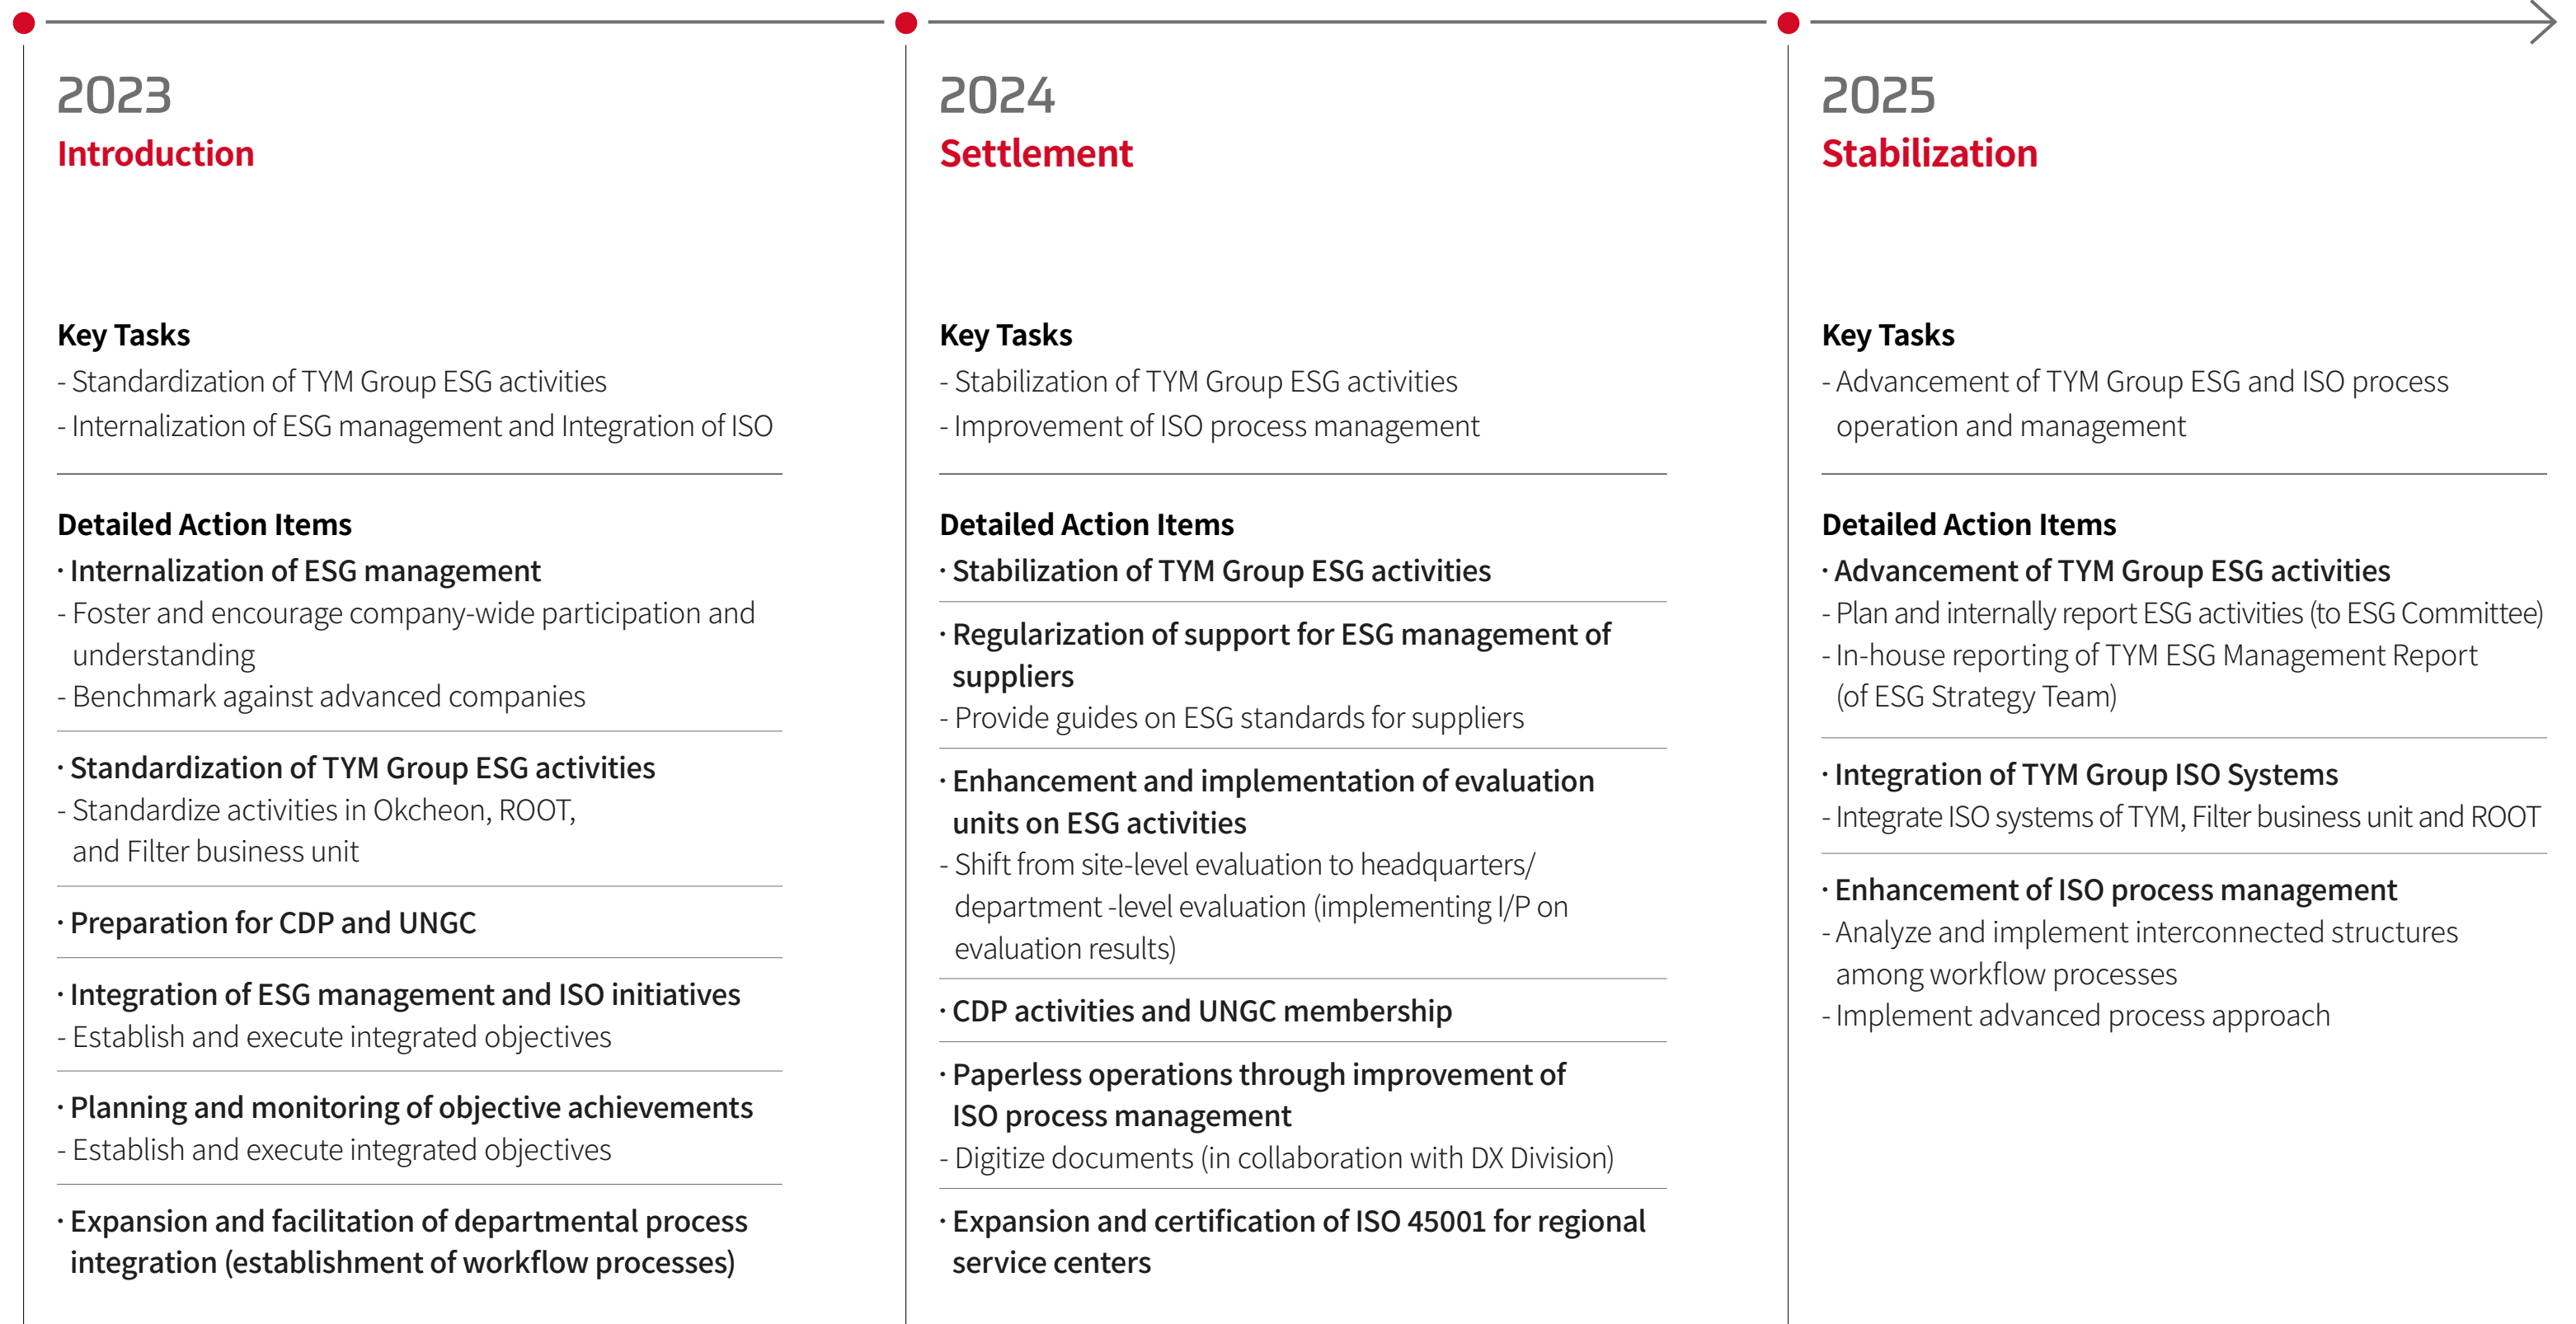 2023
Introduction
Key Tasks
- Standardization of TYM Group ESG activities
- Internalization of ESG management and Integration of ISO
Detailed Action Items
· Internalization of ESG management
- Foster and encourage company-wide participation and
understanding
- Benchmark against advanced companies
· Standardization of TYM Group ESG activities
- Standardize activities in Okcheon, ROOT,
and Filter business unit
· Preparation for CDP and UNGC
· Integration of ESG management and ISO initiatives
- Establish and execute integrated objectives
· Planning and monitoring of objective achievements
- Establish and execute integrated objectives
· Expansion and facilitation of departmental process
integration (establishment of workflow processes)
2024
Settlement
Key Tasks
- Stabilization of TYM Group ESG activities
- Improvement of ISO process management
Detailed Action Items
· Stabilization of TYM Group ESG activities
· Regularization of support for ESG management of
suppliers
- Provide guides on ESG standards for suppliers
· Enhancement and implementation of evaluation
units on ESG activities
- Shift from site-level evaluation to headquarters/
department -level evaluation (implementing I/P on
evaluation results)
· CDP activities and UNGC membership
· Paperless operations through improvement of
ISO process management
- Digitize documents (in collaboration with DX Division)
· Expansion and certification of ISO 45001 for regional
service centers
2025
Stabilization
Key Tasks
- Advancement of TYM Group ESG and ISO process
operation and management
Detailed Action Items
· Advancement of TYM Group ESG activities
- Plan and internally report ESG activities (to ESG Committee)
- In-house reporting of TYM ESG Management Report
(of ESG Strategy Team)
· Integration of TYM Group ISO Systems
- Integrate ISO systems of TYM, Filter business unit and ROOT
· Enhancement of ISO process management
- Analyze and implement interconnected structures
among workflow processes
- Implement advanced process approach